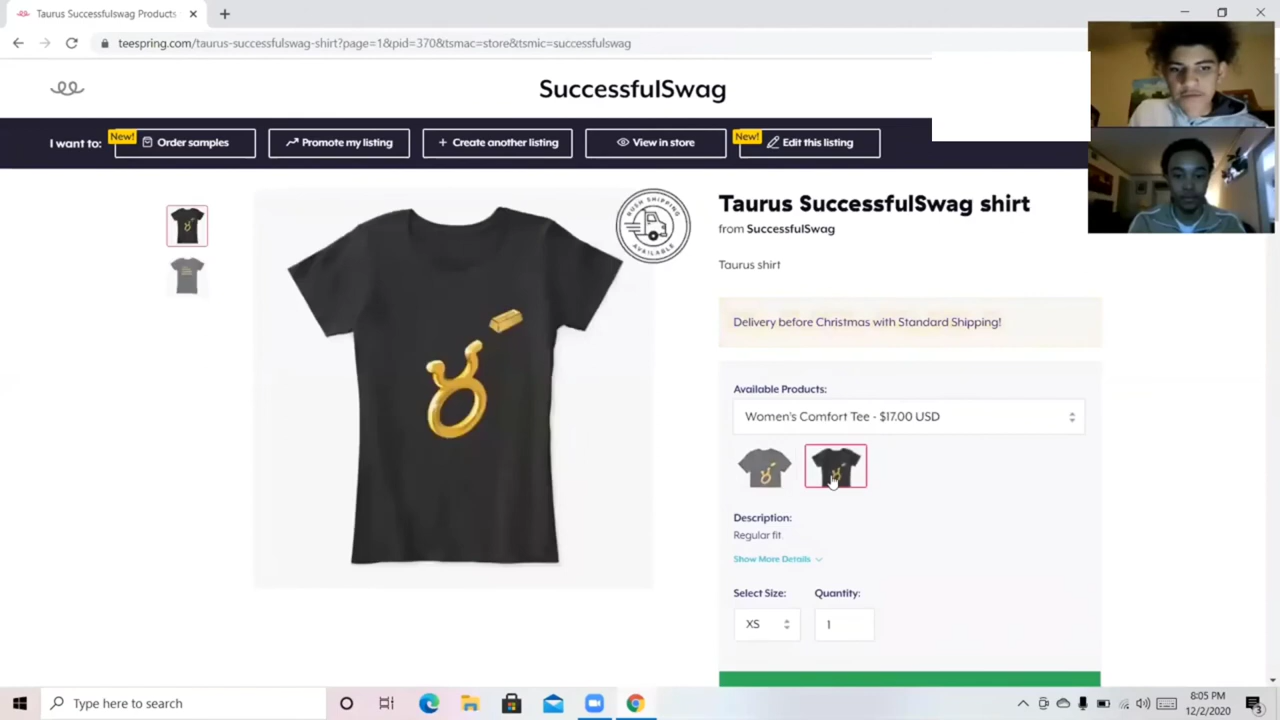 Taurus Successfulswag Products
teespring.com/taurus-successfulswag-shirt?page=1&pid=370&tsmac=store&tsmic=successfulswag
SuccessfulSwag
I want to:
New!
Order samples
Promote my listing
Create another listing
View in store
New!
Edit this listing
RUSH SHIPPING
AVAILABLE
Taurus SuccessfulSwag shirt
from SuccessfulSwag
Taurus shirt
Delivery before Christmas with Standard Shipping!
Available Products:
Women's Comfort Tee - $17.00 USD
Description:
Regular fit
Show More Details
Select Size:
Quantity:
XS
1
Type here to search
8:05 PM
12/2/2020
3